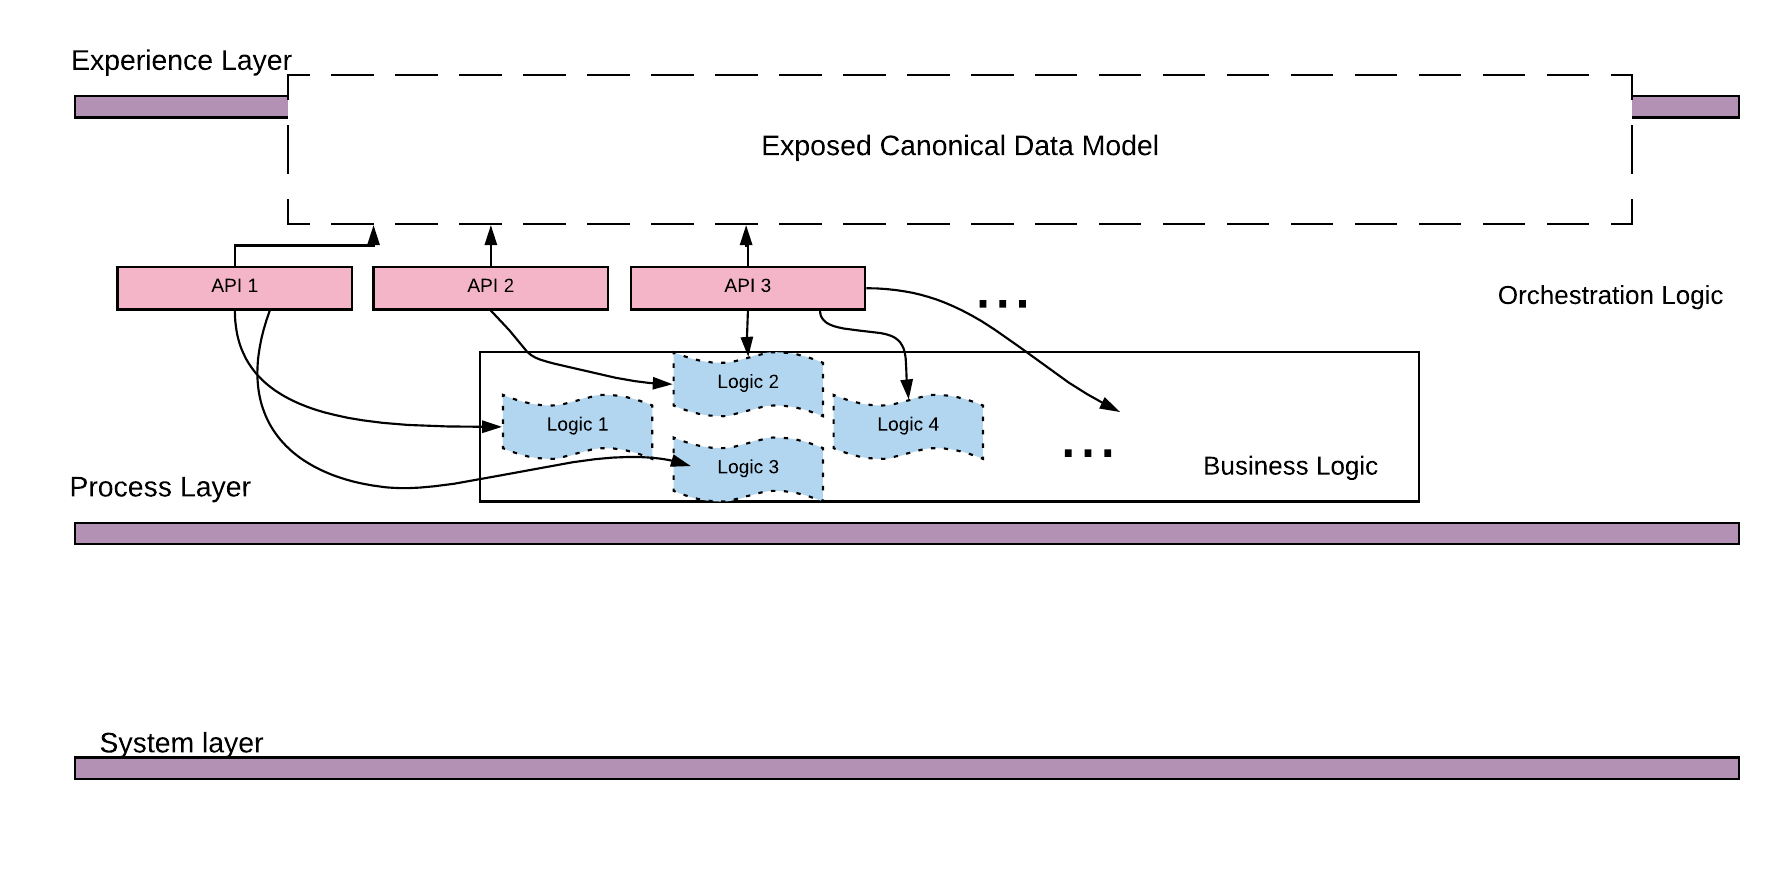 Experience Layer
Exposed Canonical Data Model
API 1
API 2
API 3
...
Orchestration Logic
Logic 2
Logic 1
Logic 4
Logic 3
...
Business Logic
Process Layer
System layer